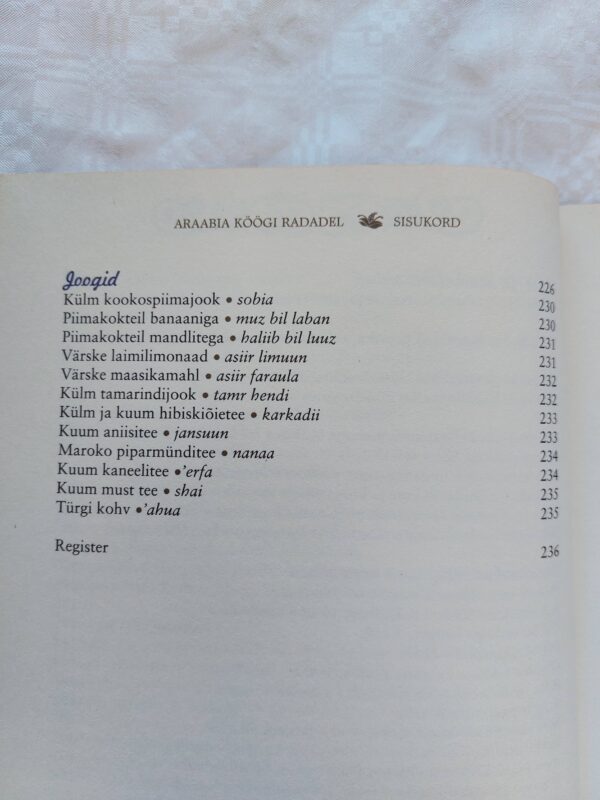 ARAABIA KÖÖGI RADADEL SISUKORD
Joogid 226
Külm kookospiimajook • sobia 230
Piimakokteil banaaniga • muz bil laban 230
Piimakokteil mandlitega • haliib bil luuz 231
Värske laimilimonaad • asiir limuun 231
Värske maasikamahl • asiir faraula 232
Külm tamarindijook • tamr hendi 232
Külm ja kuum hibiskiõietee • karkadii 233
Kuum aniisitee • jansuun 233
Maroko piparmünditee • nanaa 234
Kuum kaneelitee •'erfa 234
Kuum must tee • shai 235
Türgi kohv •'ahua 235
Register 236